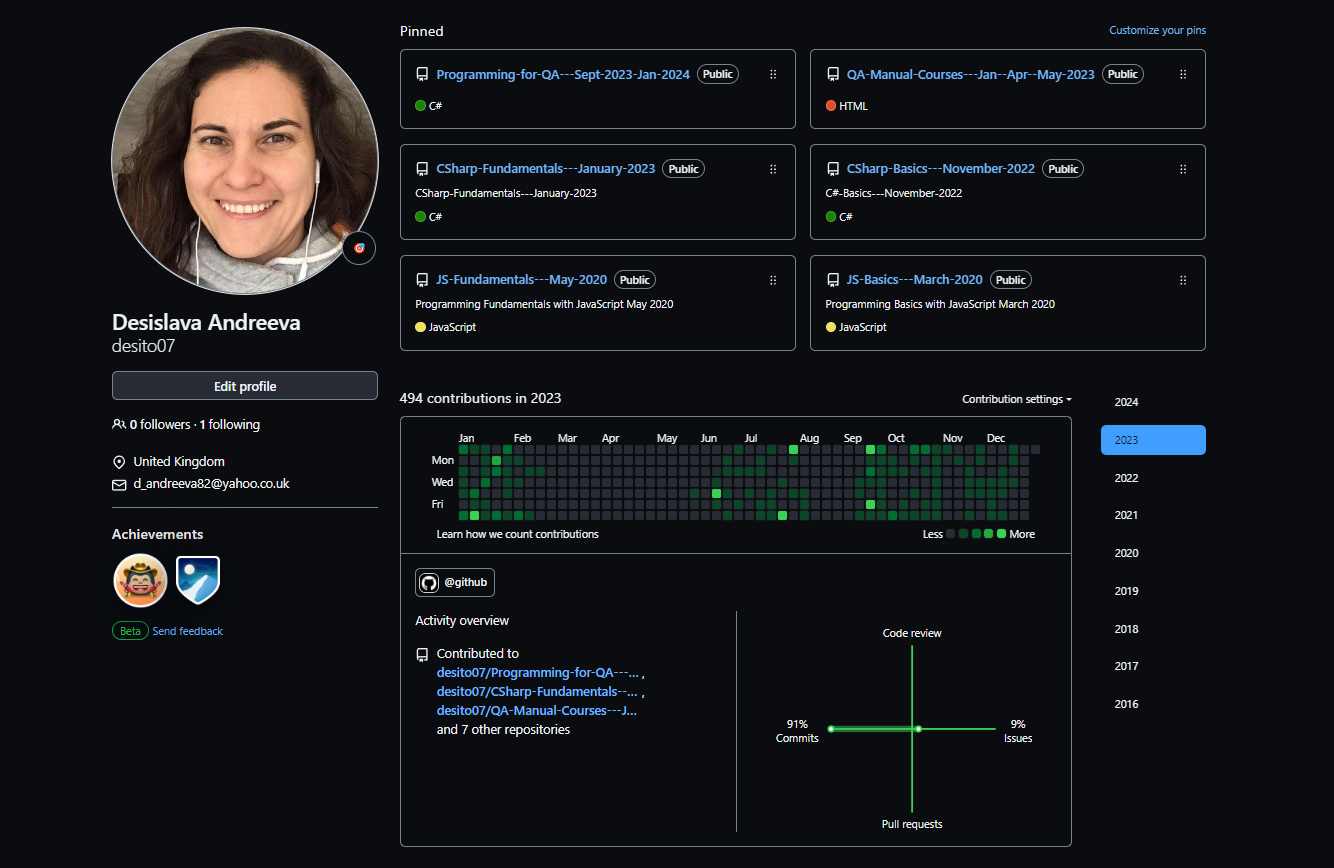 Desislava Andreeva
desito07
Edit profile
0 followers · 1 following
United Kingdom
d_andreeva82@yahoo.co.uk
Achievements
Beta Send feedback
Pinned
Customize your pins
Programming-for-QA---Sept-2023-Jan-2024 Public
C#
QA-Manual-Courses---Jan--Apr--May-2023 Public
HTML
CSharp-Fundamentals---January-2023 Public
CSharp-Fundamentals---January-2023
C#
CSharp-Basics---November-2022 Public
C#-Basics---November-2022
C#
JS-Fundamentals---May-2020 Public
Programming Fundamentals with JavaScript May 2020
JavaScript
JS-Basics---March-2020 Public
Programming Basics with JavaScript March 2020
JavaScript
494 contributions in 2023
Contribution settings
Jan Feb Mar Apr May Jun Jul Aug Sep Oct Nov Dec
Mon
Wed
Fri
Learn how we count contributions
Less More
@github
Activity overview
Contributed to
desito07/Programming-for-QA---... ,
desito07/CSharp-Fundamentals--... ,
desito07/QA-Manual-Courses---J...
and 7 other repositories
Code review
91%
Commits
9%
Issues
Pull requests
2024
2023
2022
2021
2020
2019
2018
2017
2016